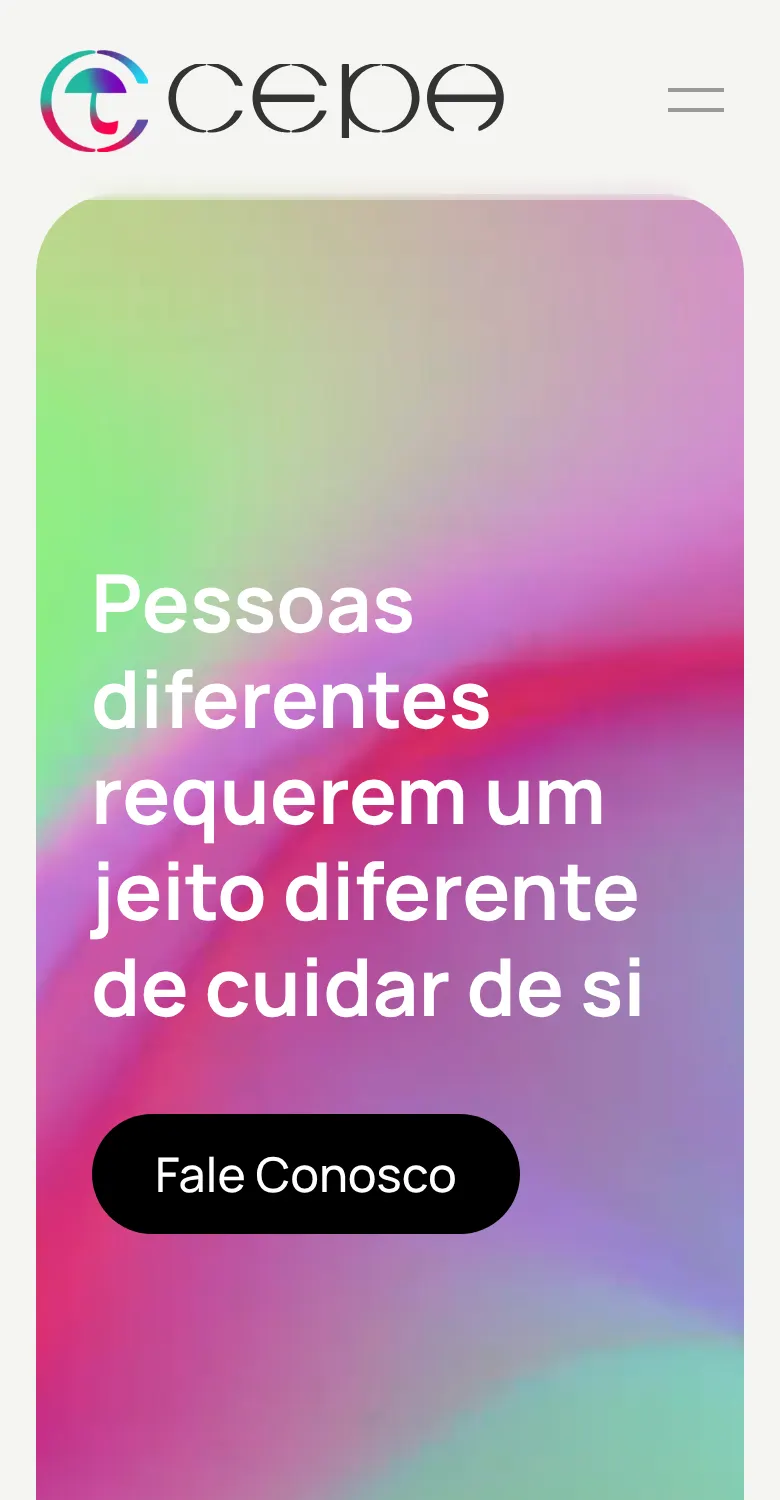 CEPA
Pessoas
diferentes
requerem um
jeito diferente
de cuidar de si
Fale Conosco